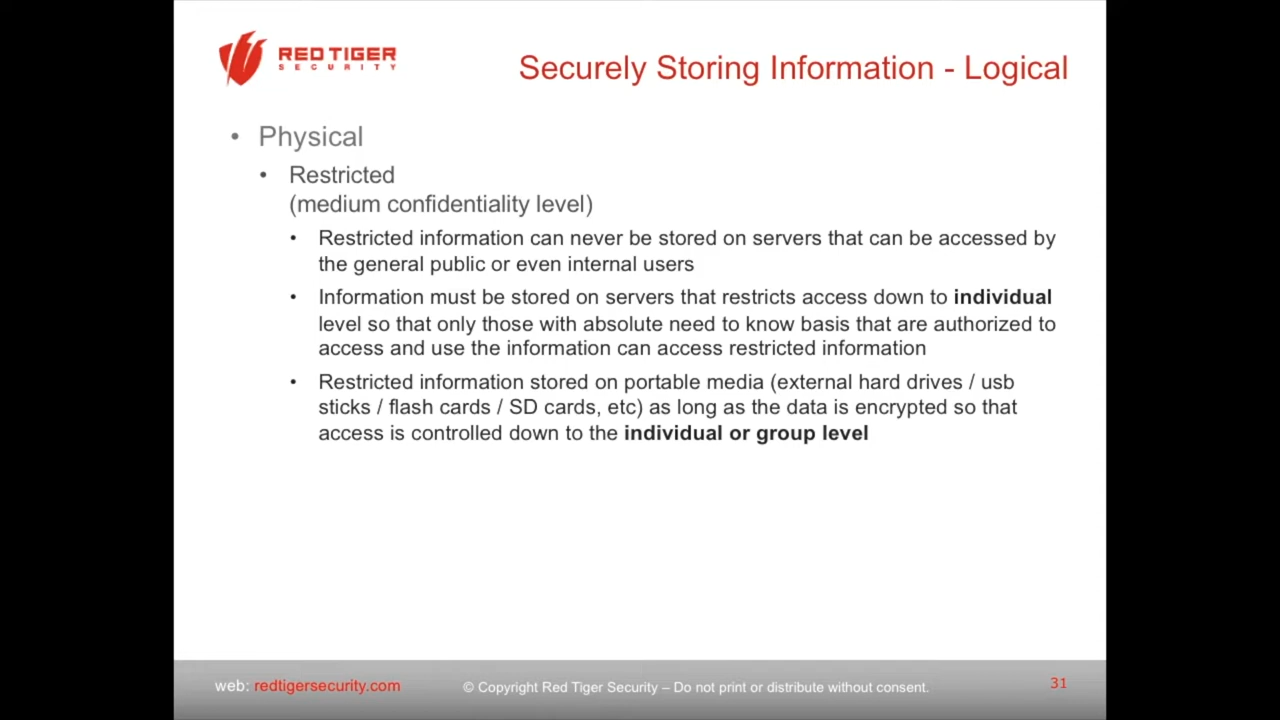 RED TIGER
SECURITY
Securely Storing Information - Logical
• Physical
• Restricted
(medium confidentiality level)
• Restricted information can never be stored on servers that can be accessed by
the general public or even internal users
• Information must be stored on servers that restricts access down to individual
level so that only those with absolute need to know basis that are authorized to
access and use the information can access restricted information
• Restricted information stored on portable media (external hard drives / usb
sticks / flash cards / SD cards, etc) as long as the data is encrypted so that
access is controlled down to the individual or group level
web: redtigersecurity.com
© Copyright Red Tiger Security – Do not print or distribute without consent.
31